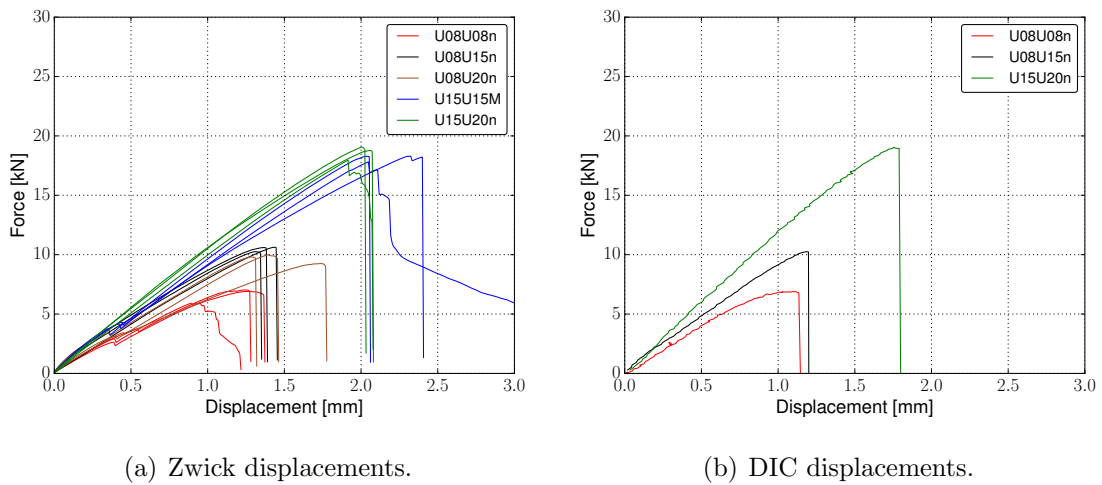 30
25
20
15
10
5
0
0.0 0.5 1.0 1.5 2.0 2.5 3.0
Force [kN]
Displacement [mm]
U08U08n
U08U15n
U08U20n
U15U15M
U15U20n
(a) Zwick displacements.
30
25
20
15
10
5
0
0.0 0.5 1.0 1.5 2.0 2.5 3.0
Force [kN]
Displacement [mm]
U08U08n
U08U15n
U15U20n
(b) DIC displacements.